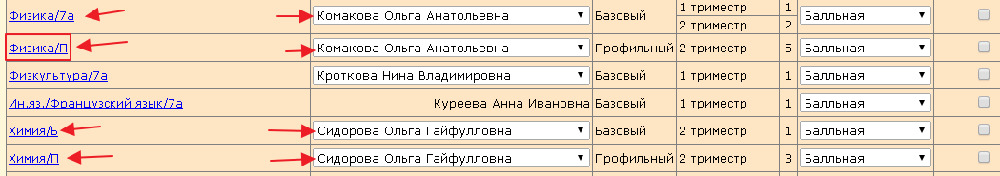 Физика/7а Комакова Ольга Анатольевна Базовый 1 триместр 1 Балльная
2 триместр 2
Физика/П Комакова Ольга Анатольевна Профильный 2 триместр 5 Балльная
Физкультура/7а Кроткова Нина Владимировна Базовый 1 триместр 1 Балльная
Ин.яз./Французский язык/7а Куреева Анна Ивановна Базовый 1 триместр 1 Балльная
Химия/Б Сидорова Ольга Гайфулловна Базовый 2 триместр 1 Балльная
Химия/П Сидорова Ольга Гайфулловна Профильный 2 триместр 3 Балльная